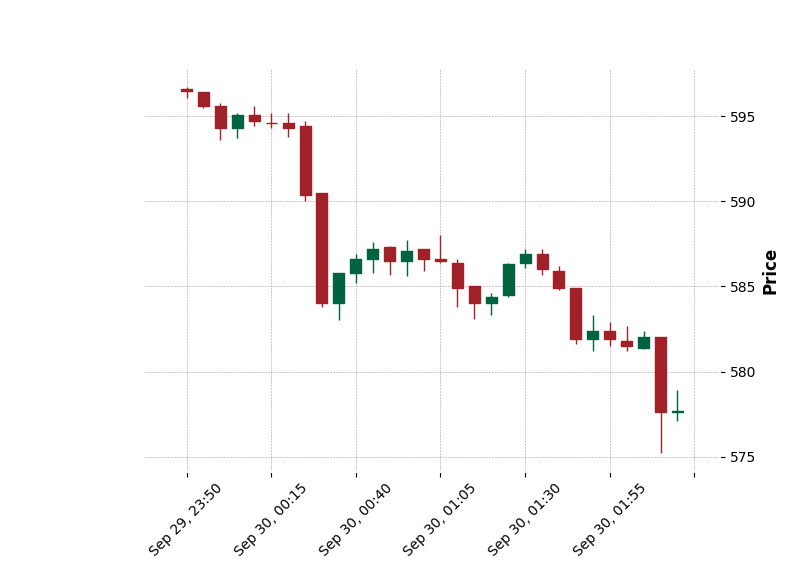 595
590
585
580
575
Price
Sep 29, 23:50
Sep 30, 00:15
Sep 30, 00:40
Sep 30, 01:05
Sep 30, 01:30
Sep 30, 01:55